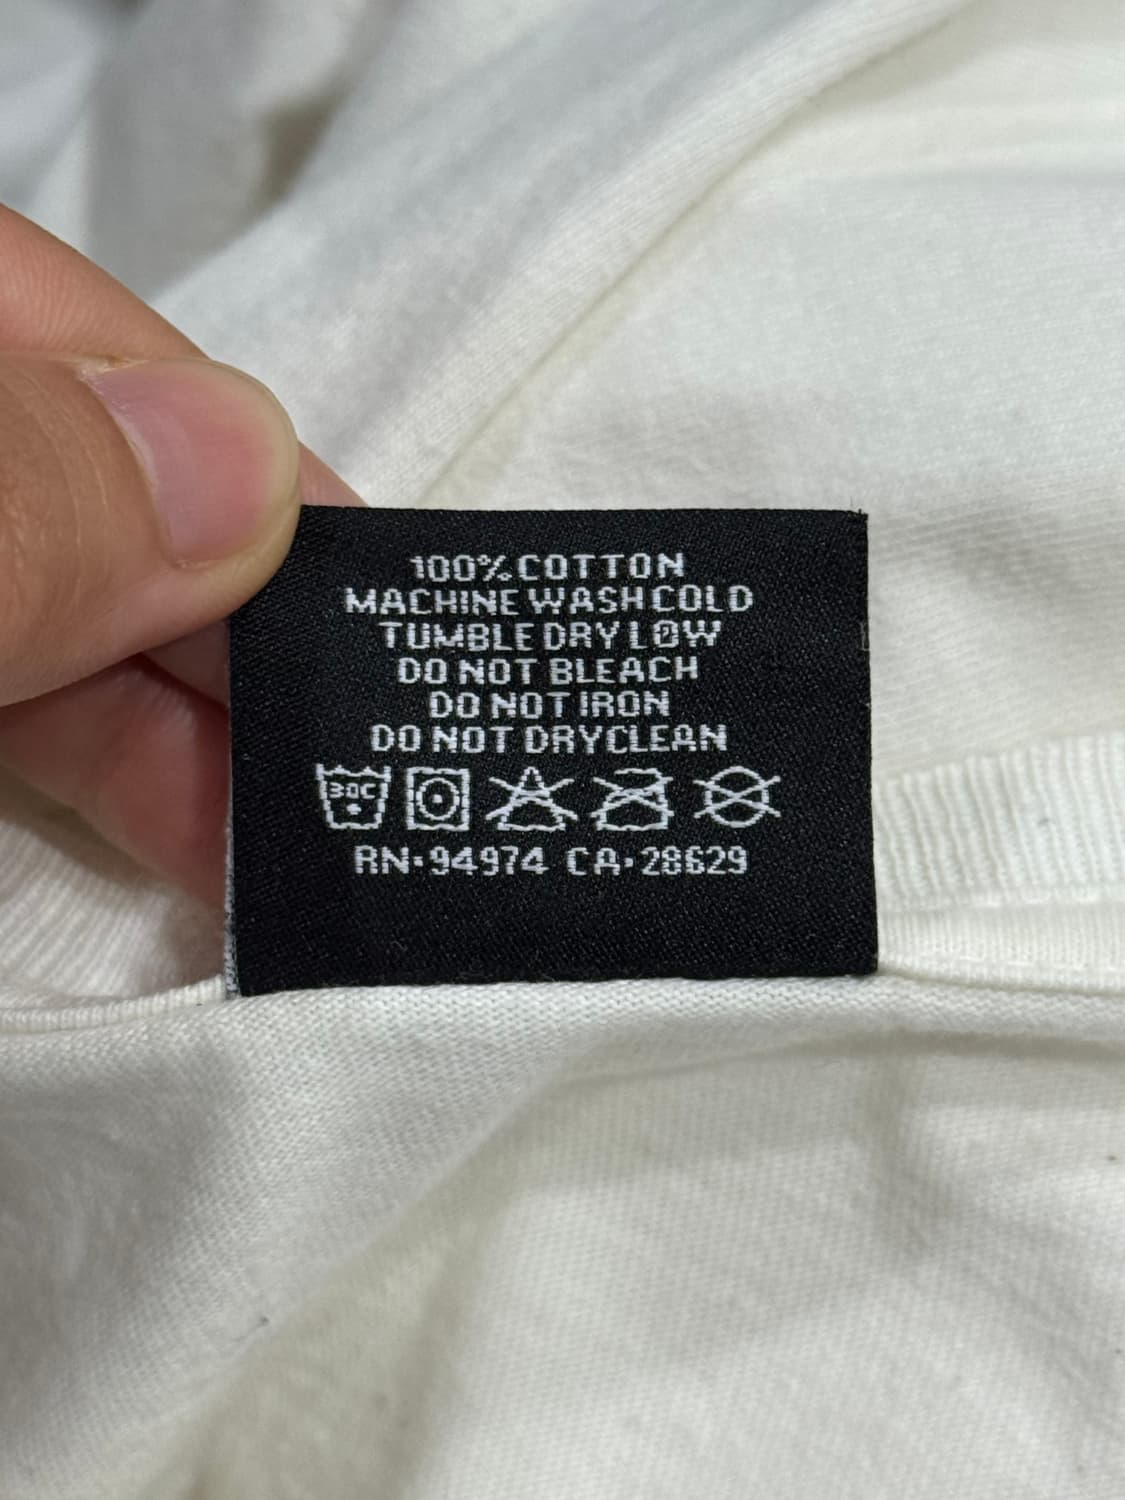 100% COTTON
MACHINE WASH COLD
TUMBLE DRY LOW
DO NOT BLEACH
DO NOT IRON
DO NOT DRYCLEAN
30C
RN·94974 CA·28629